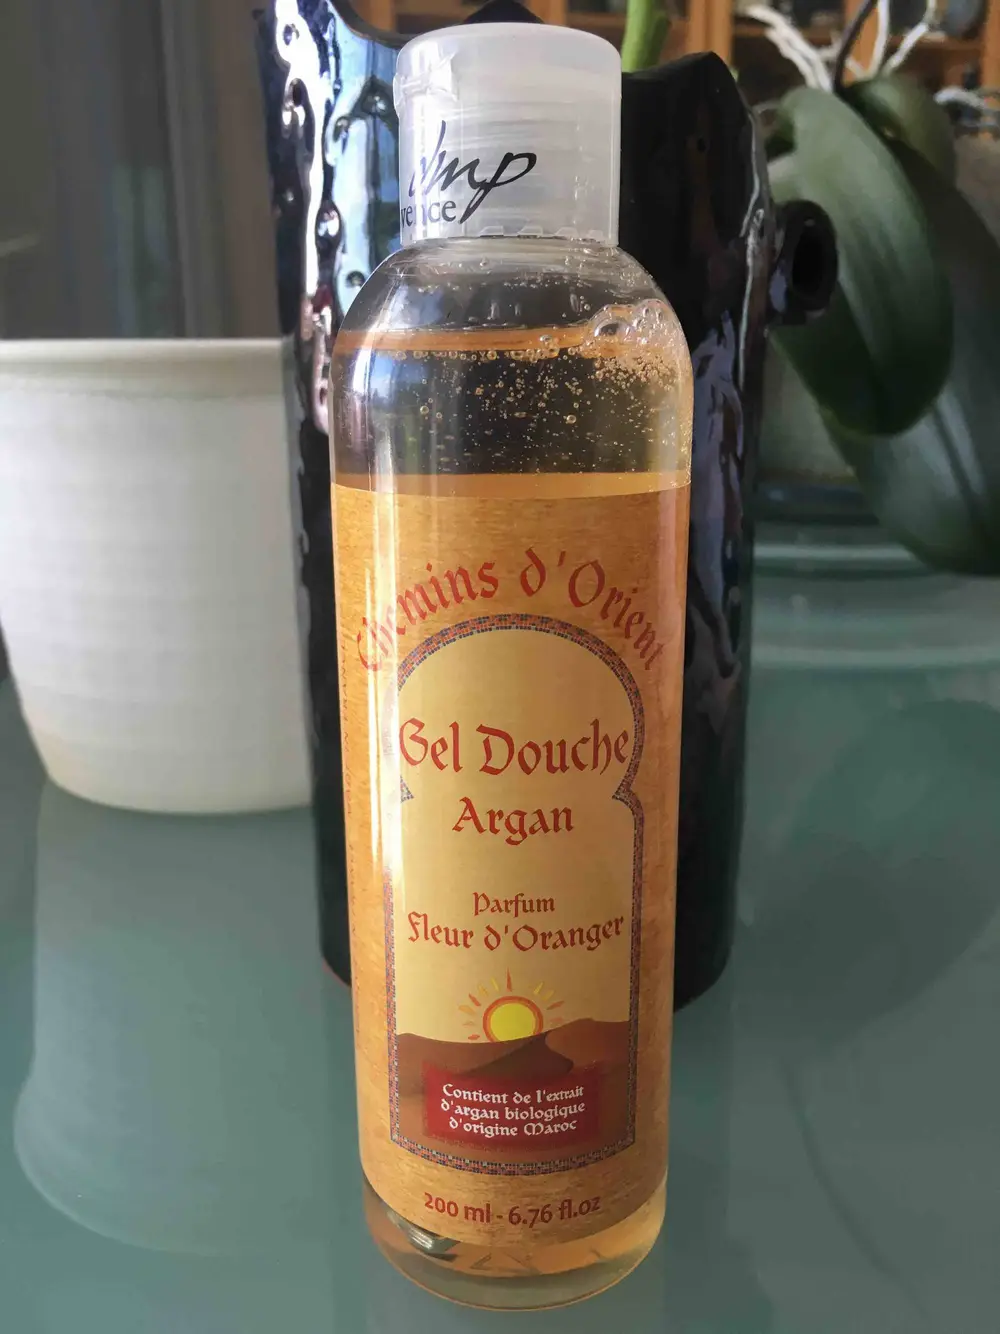 dmp
Chemins d'Orient
Gel Douche
Argan
Parfum
Fleur d'Oranger
Contient de l'extrait
d'argan biologique
d'origine Maroc
200 ml - 6.76 fl.oz